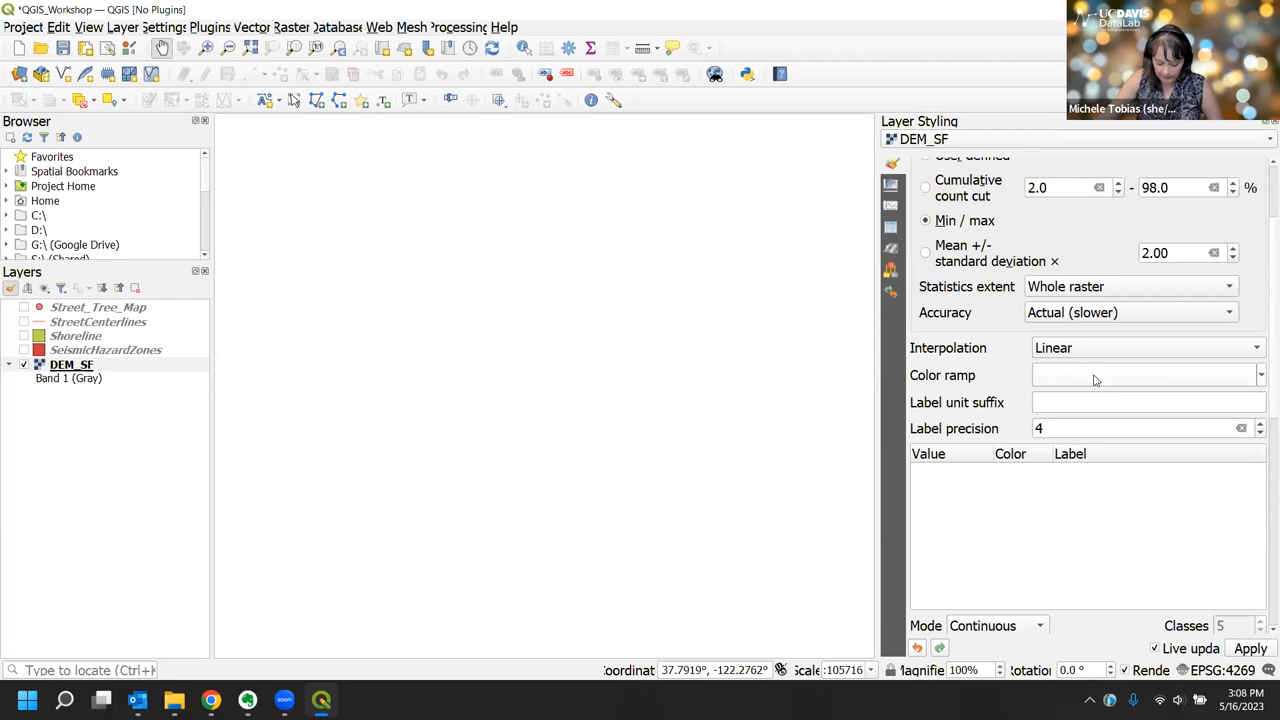 *QGIS_Workshop — QGIS [No Plugins]
Project Edit View Layer Settings Plugins Vector Raster Database Web Mesh Processing Help
UCDAVIS
DataLab
Michele Tobias (she/...
Browser
Favorites
Spatial Bookmarks
Project Home
Home
C:\
D:\
G:\ (Google Drive)
S:\ (Shared)
Layers
Street_Tree_Map
StreetCenterlines
Shoreline
SeismicHazardZones
DEM_SF
Band 1 (Gray)
Layer Styling
DEM_SF
User defined
Cumulative
count cut
2.0 - 98.0 %
Min / max
Mean +/-
standard deviation ×
2.00
Statistics extent Whole raster
Accuracy Actual (slower)
Interpolation Linear
Color ramp
Label unit suffix
Label precision 4
Value Color Label
Mode Continuous Classes 5
Live upda Apply
Type to locate (Ctrl+
Coordinat 37.7919°, -122.2762° Scale :105716 Magnifie 100% Rotation 0.0 ° Rende EPSG:4269
3:08 PM
5/16/2023